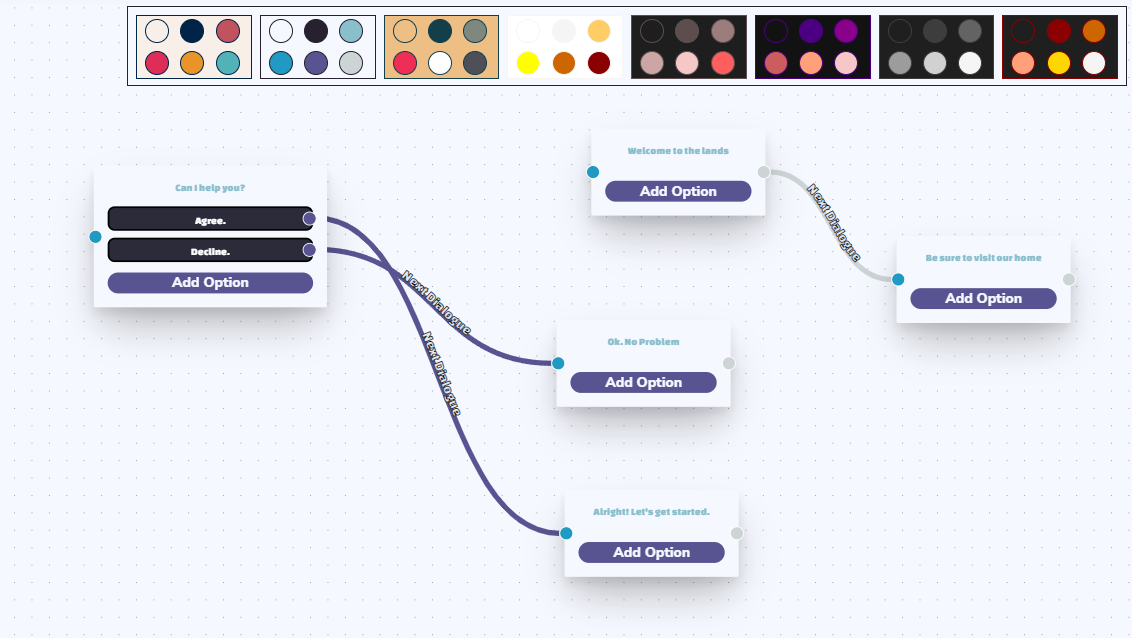 Can I help you?
Agree.
Decline.
Add Option
Welcome to the lands
Add Option
Next Dialogue
Be sure to visit our home
Add Option
Next Dialogue
Ok. No Problem
Add Option
Next Dialogue
Alright! Let's get started.
Add Option